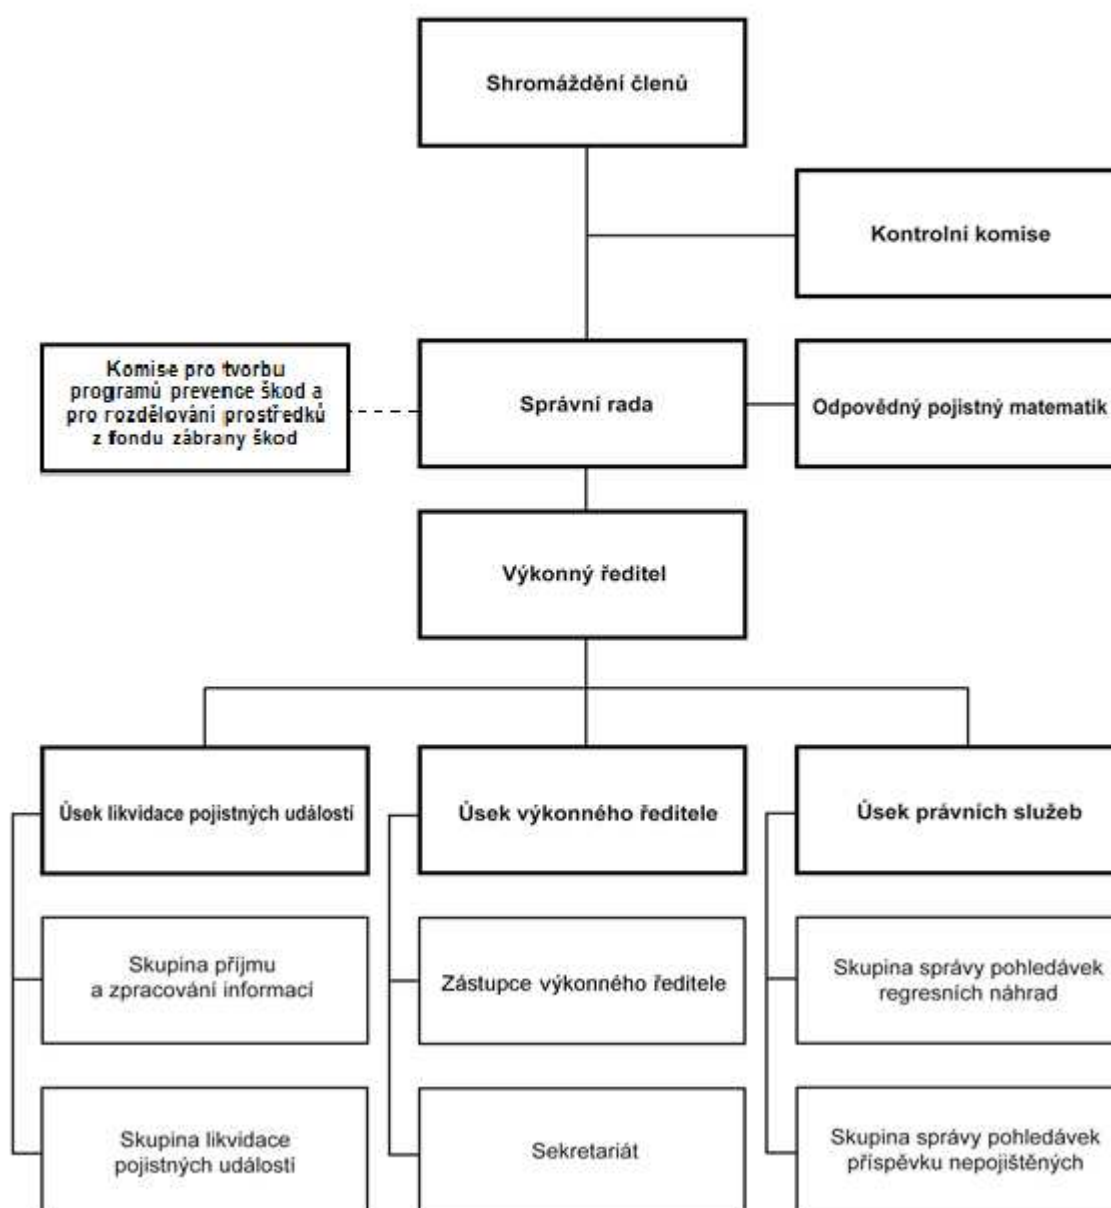 Shromáždění členů
Kontrolní komise
Komise pro tvorbu
programů prevence škod a
pro rozdělování prostředků
z fondu zábrany škod
Správní rada
Odpovědný pojistný matematik
Výkonný ředitel
Úsek likvidace pojistných událostí
Úsek výkonného ředitele
Úsek právních služeb
Skupina příjmu
a zpracování informací
Zástupce výkonného ředitele
Skupina správy pohledávek
regresních náhrad
Skupina likvidace
pojistných událostí
Sekretariát
Skupina správy pohledávek
příspěvku nepojištěných